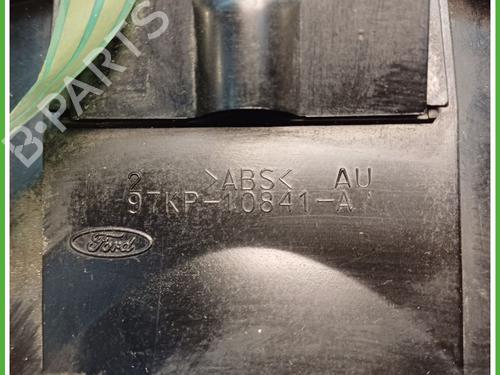 B-PARTS
2 >ABS< AU
97KP-10841-A
Ford